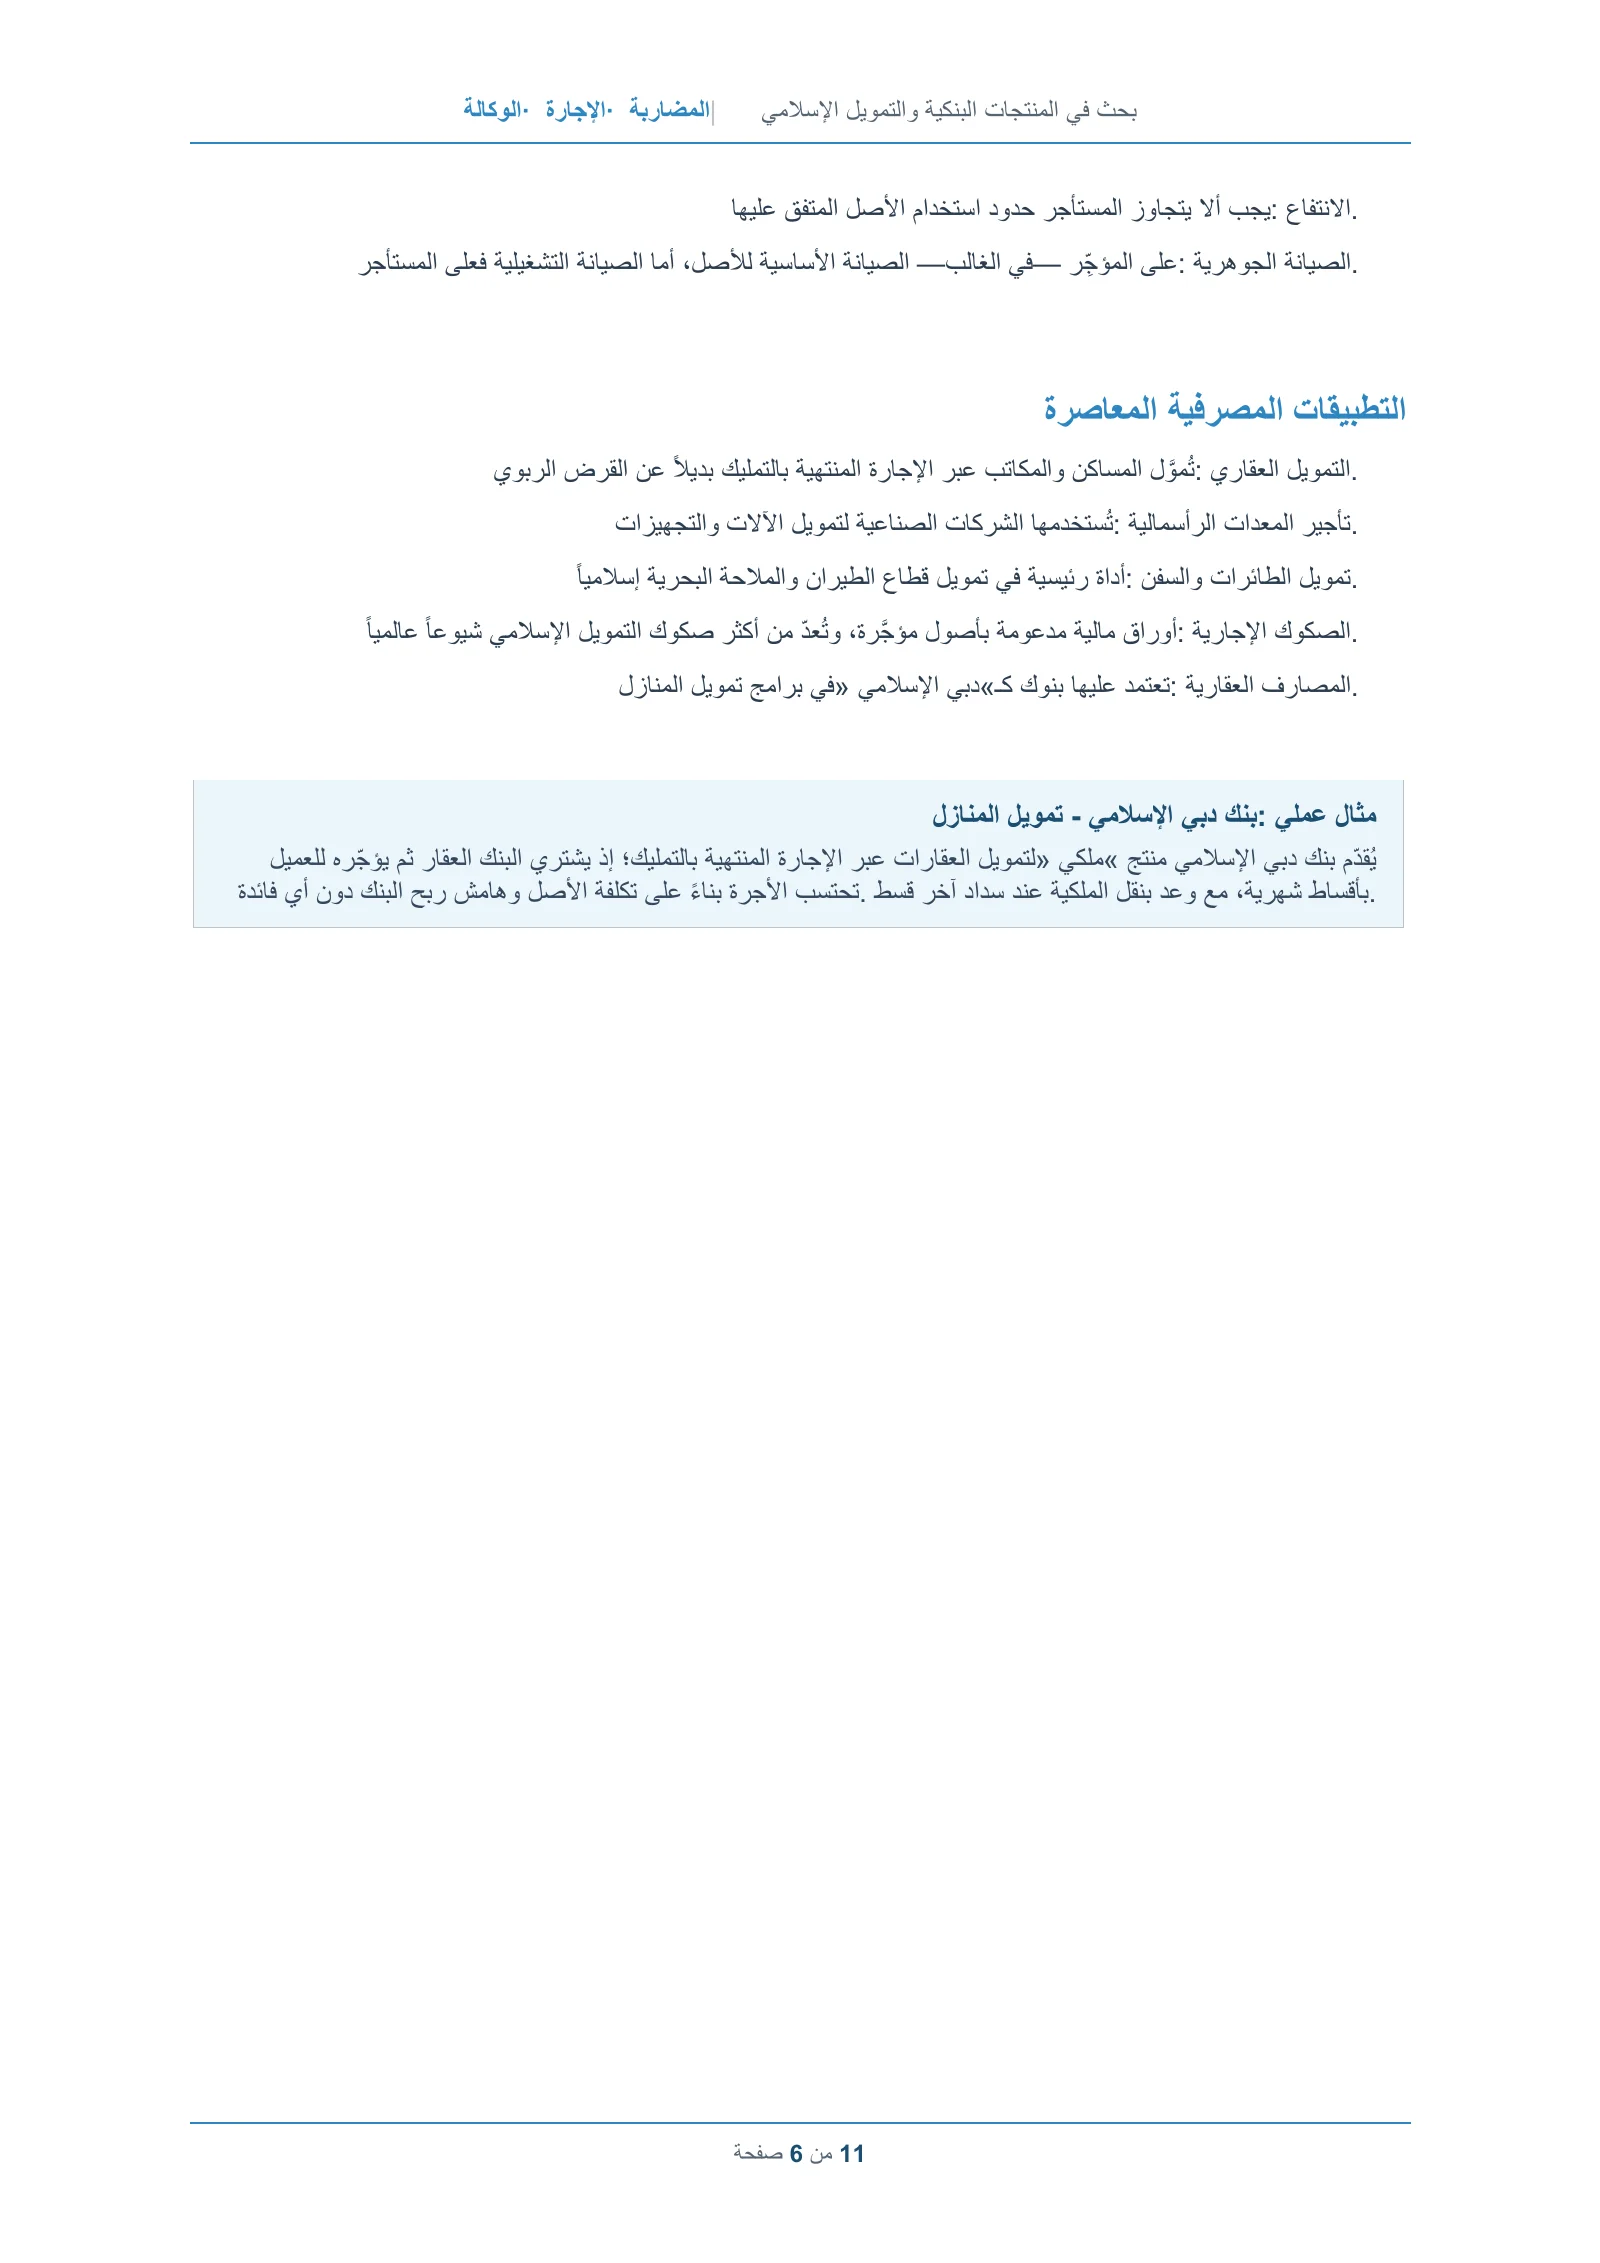 بحث في المنتجات البنكية والتمويل الإسلامي | المضاربة · الإجارة · الوكالة
.الانتفاع :يجب ألا يتجاوز المستأجر حدود استخدام الأصل المتفق عليها
.الصيانة الجوهرية :على المؤجِّر —في الغالب— الصيانة الأساسية للأصل، أما الصيانة التشغيلية فعلى المستأجر
التطبيقات المصرفية المعاصرة
.التمويل العقاري :تُموَّل المساكن والمكاتب عبر الإجارة المنتهية بالتمليك بديلاً عن القرض الربوي
.تأجير المعدات الرأسمالية :تُستخدمها الشركات الصناعية لتمويل الآلات والتجهيزات
.تمويل الطائرات والسفن :أداة رئيسية في تمويل قطاع الطيران والملاحة البحرية إسلامياً
.الصكوك الإجارية :أوراق مالية مدعومة بأصول مؤجَّرة، وتُعدّ من أكثر صكوك التمويل الإسلامي شيوعاً عالمياً
.المصارف العقارية :تعتمد عليها بنوك كـ«دبي الإسلامي »في برامج تمويل المنازل
مثال عملي :بنك دبي الإسلامي - تمويل المنازل
يُقدّم بنك دبي الإسلامي منتج «ملكي »لتمويل العقارات عبر الإجارة المنتهية بالتمليك؛ إذ يشتري البنك العقار ثم يؤجّره للعميل
.بأقساط شهرية، مع وعد بنقل الملكية عند سداد آخر قسط .تحتسب الأجرة بناءً على تكلفة الأصل وهامش ربح البنك دون أي فائدة
11 من 6 صفحة